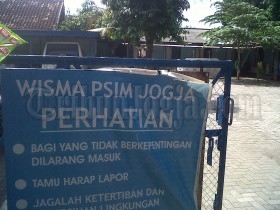 WISMA PSIM JOGJA
PERHATIAN
BAGI YANG TIDAK BERKEPENTINGAN
DILARANG MASUK
TAMU HARAP LAPOR
JAGALAH KETERTIBAN DAN
LINGKUNGAN